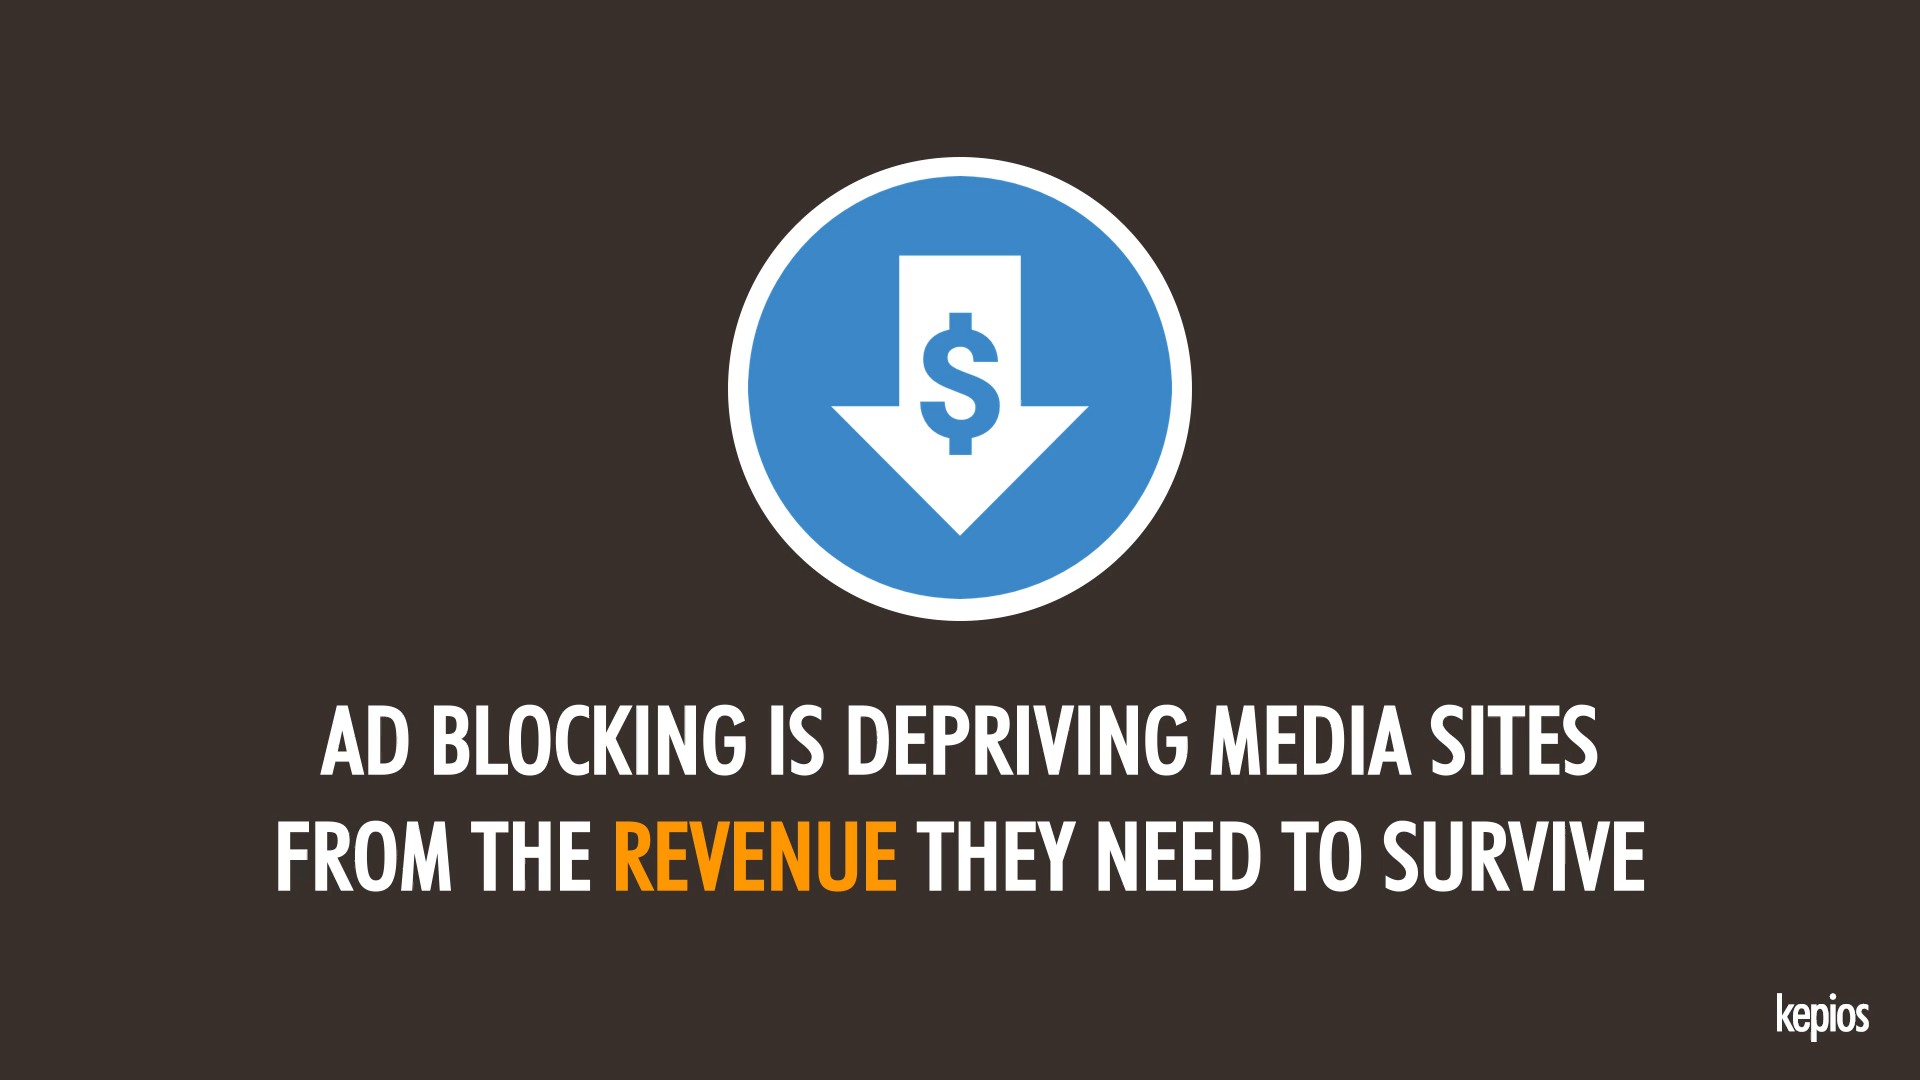 $
AD BLOCKING IS DEPRIVING MEDIA SITES
FROM THE REVENUE THEY NEED TO SURVIVE
kepios